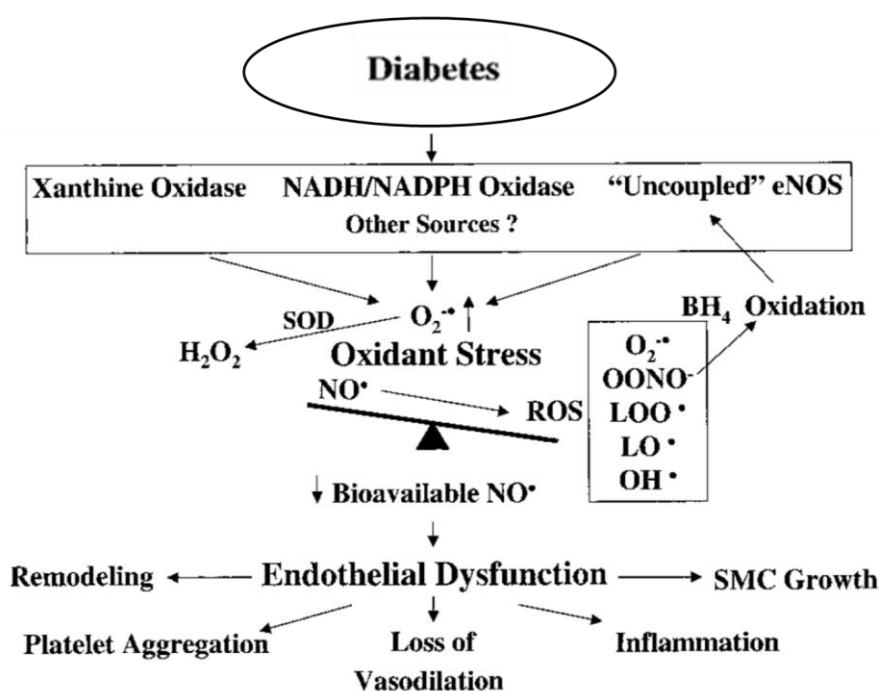 Diabetes
Xanthine Oxidase NADH/NADPH Oxidase “Uncoupled” eNOS
Other Sources ?
BH₄ Oxidation
O₂⁻• 
SOD
H₂O₂
Oxidant Stress
NO•
ROS
O₂⁻•
OONO⁻
LOO•
LO•
OH•
↓ Bioavailable NO•
Remodeling Endothelial Dysfunction SMC Growth
Platelet Aggregation Loss of Inflammation
Vasodilation